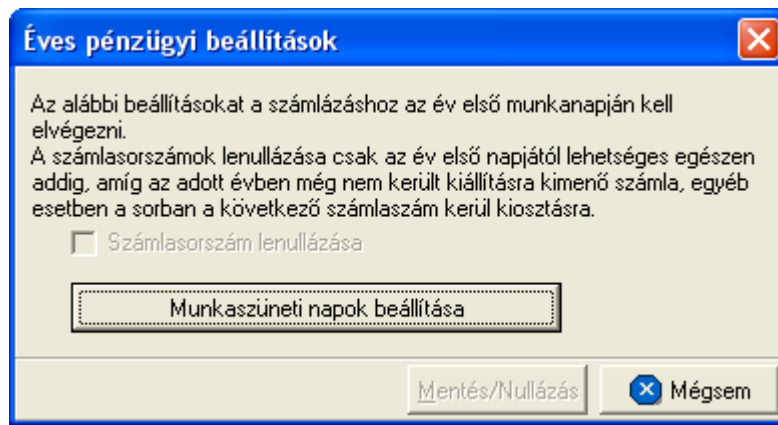 Éves pénzügyi beállítások
Az alábbi beállításokat a számlázáshoz az év első munkanapján kell
elvégezni.
A számlasorszámok lenullázása csak az év első napjától lehetséges egészen
addig, amíg az adott évben még nem került kiállításra kimenő számla, egyéb
esetben a sorban a következő számlaszám kerül kiosztásra.
Számlasorszám lenullázása
Munkaszüneti napok beállítása
Mentés/Nullázás
Mégsem